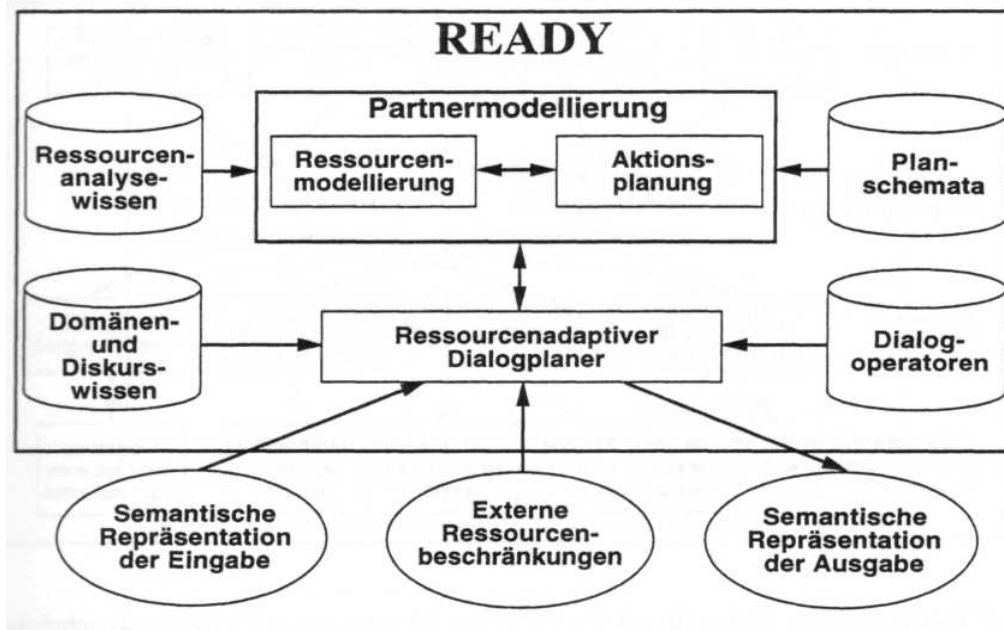 READY
Partnermodellierung
Ressourcen-
analyse-
wissen
Ressourcen-
modellierung
Aktions-
planung
Plan-
schemata
Domänen-
und
Diskurs-
wissen
Ressourcenadaptiver
Dialogplaner
Dialog-
operatoren
Semantische
Repräsentation
der Eingabe
Externe
Ressourcen-
beschränkungen
Semantische
Repräsentation
der Ausgabe